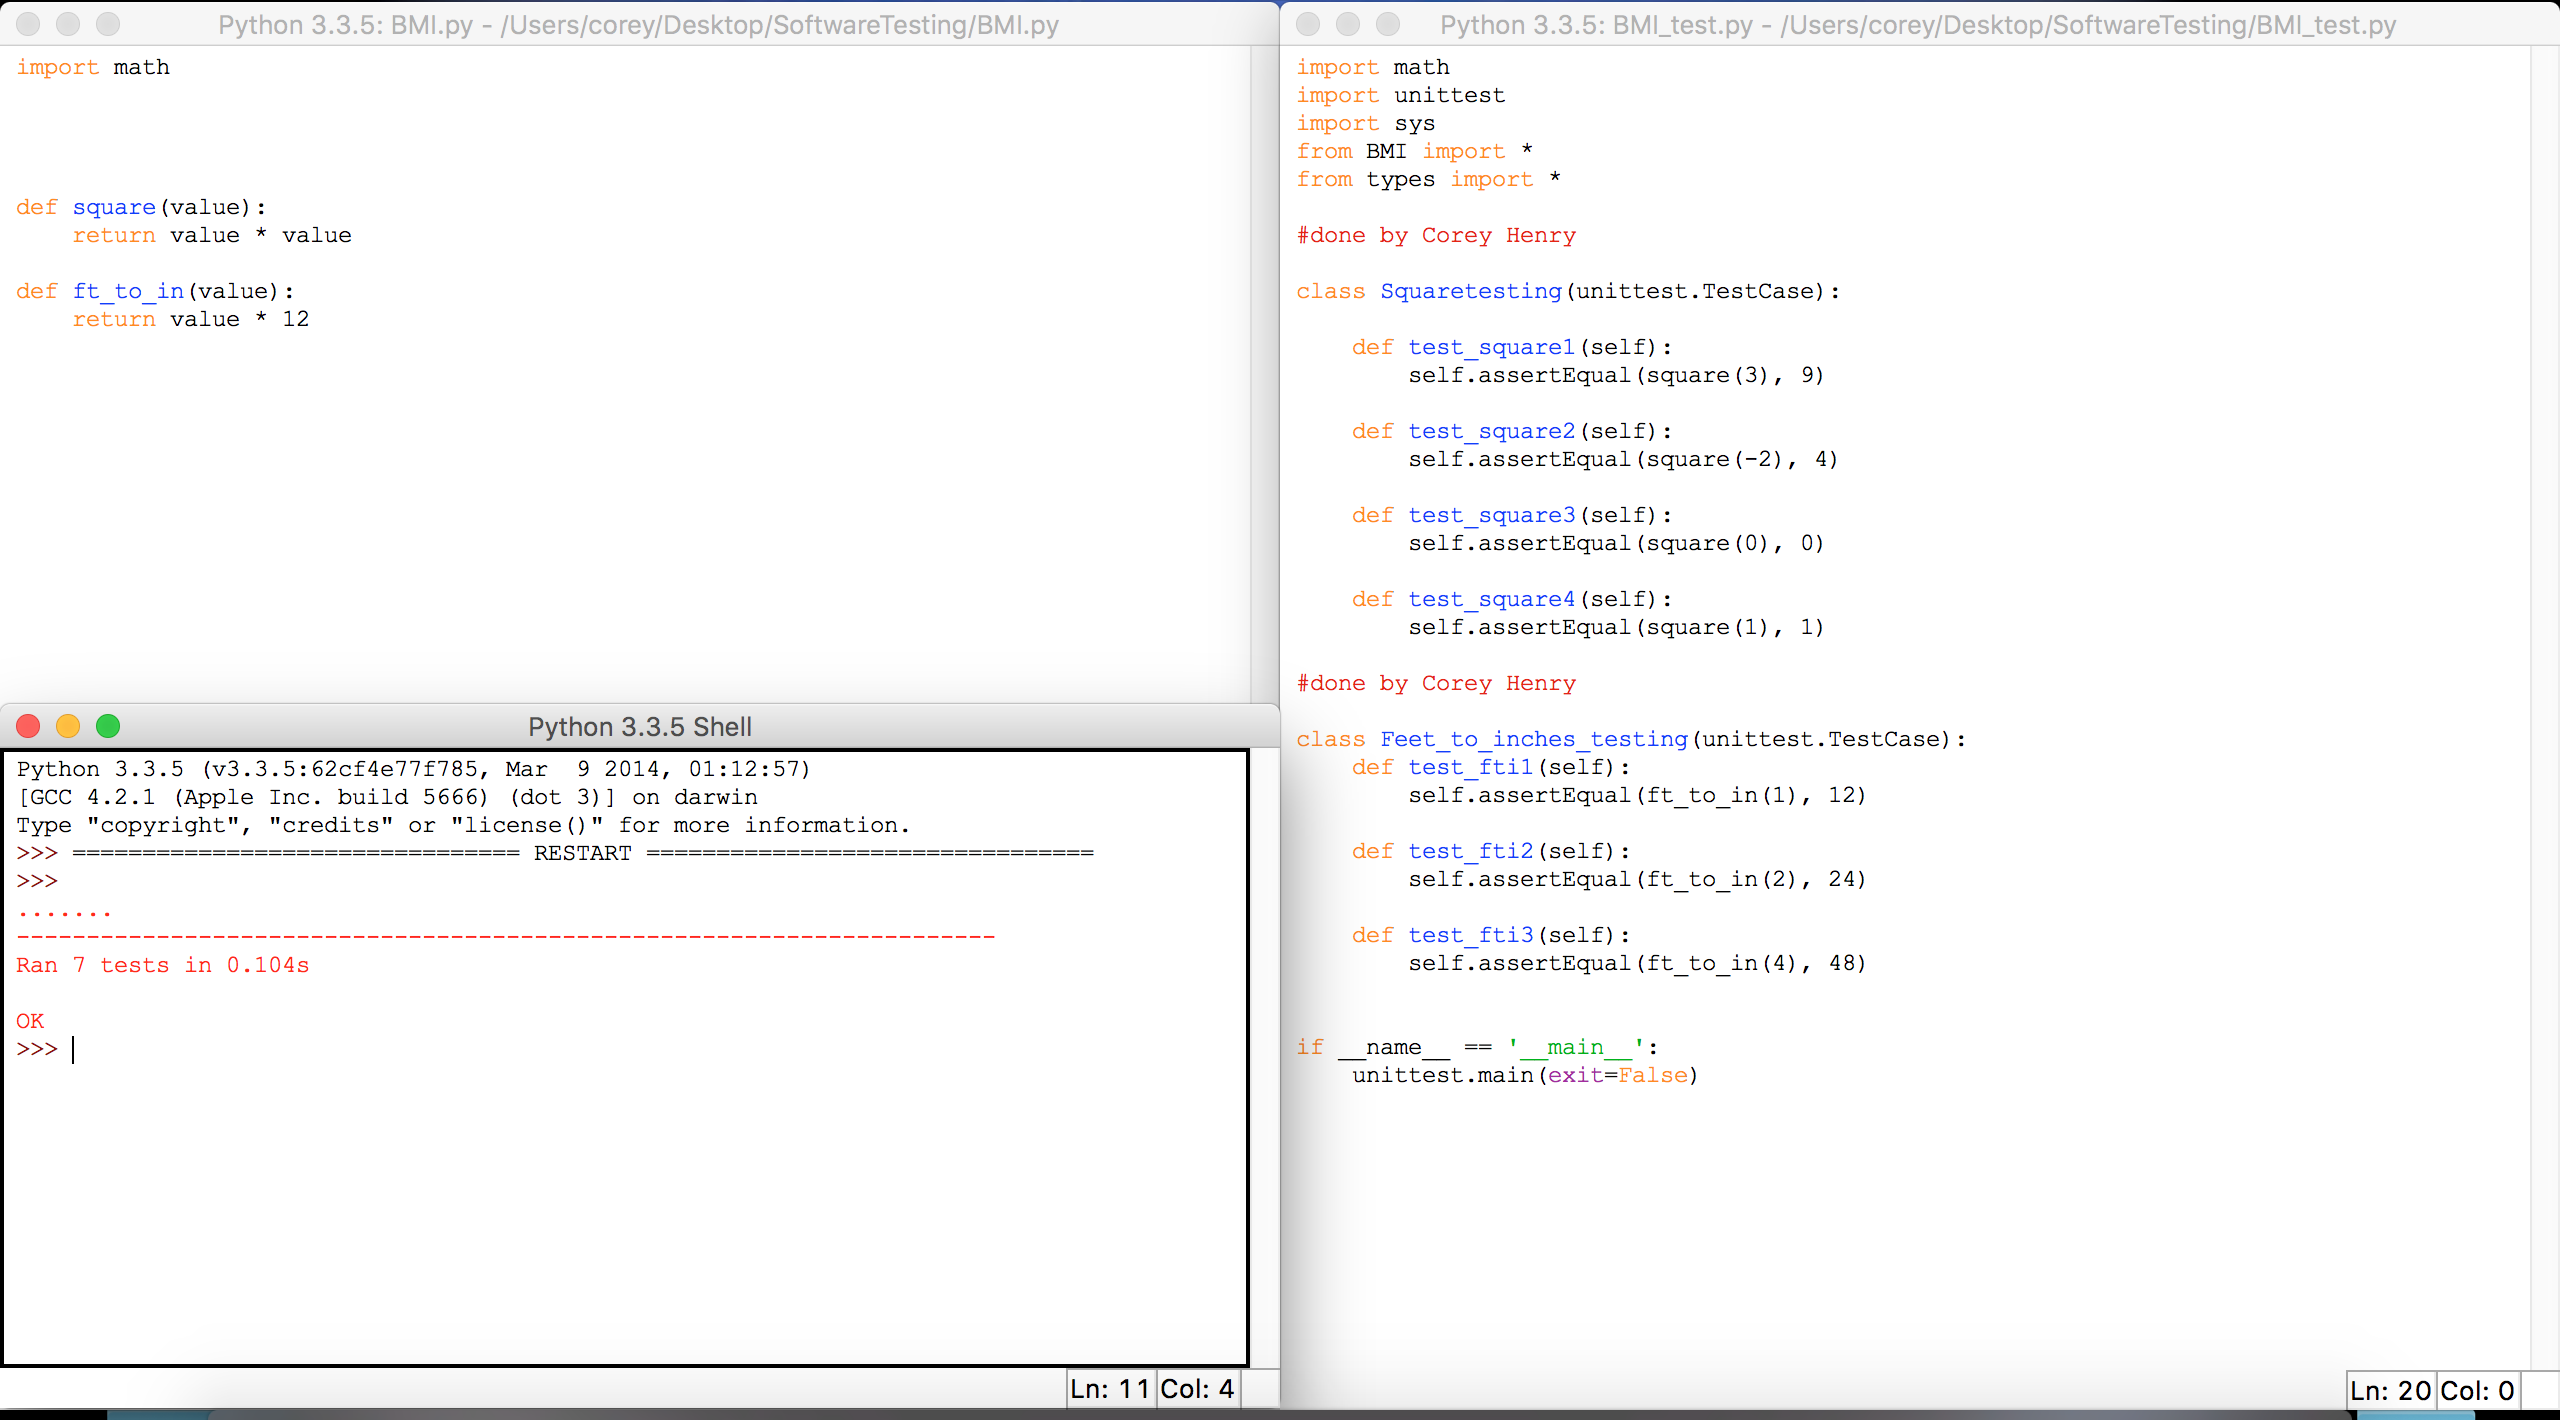 Python 3.3.5: BMI.py - /Users/corey/Desktop/SoftwareTesting/BMI.py
import math
def square(value):
    return value * value
def ft_to_in(value):
    return value * 12
Python 3.3.5 Shell
Python 3.3.5 (v3.3.5:62cf4e77f785, Mar  9 2014, 01:12:57)
[GCC 4.2.1 (Apple Inc. build 5666) (dot 3)] on darwin
Type "copyright", "credits" or "license()" for more information.
>>> ================================ RESTART ================================
>>>
.......
----------------------------------------------------------------------
Ran 7 tests in 0.104s
OK
>>>
Ln: 11 Col: 4
Python 3.3.5: BMI_test.py - /Users/corey/Desktop/SoftwareTesting/BMI_test.py
import math
import unittest
import sys
from BMI import *
from types import *
#done by Corey Henry
class Squaretesting(unittest.TestCase):
    def test_square1(self):
        self.assertEqual(square(3), 9)
    def test_square2(self):
        self.assertEqual(square(-2), 4)
    def test_square3(self):
        self.assertEqual(square(0), 0)
    def test_square4(self):
        self.assertEqual(square(1), 1)
#done by Corey Henry
class Feet_to_inches_testing(unittest.TestCase):
    def test_fti1(self):
        self.assertEqual(ft_to_in(1), 12)
    def test_fti2(self):
        self.assertEqual(ft_to_in(2), 24)
    def test_fti3(self):
        self.assertEqual(ft_to_in(4), 48)
if __name__ == '__main__':
    unittest.main(exit=False)
Ln: 20 Col: 0